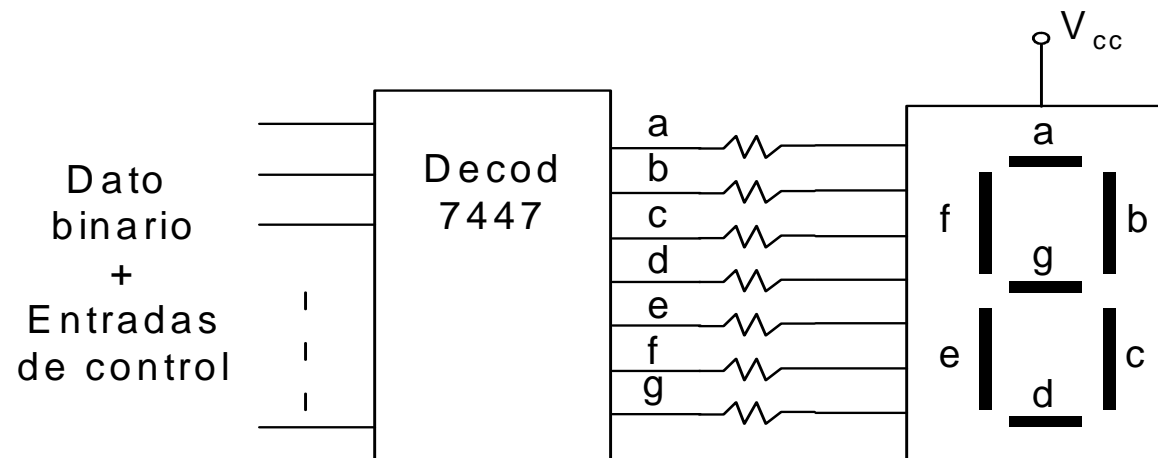 Dato
binario
+
Entradas
de control
Decod
7447
a
b
c
d
e
f
g
V cc
a
f
b
g
e
c
d